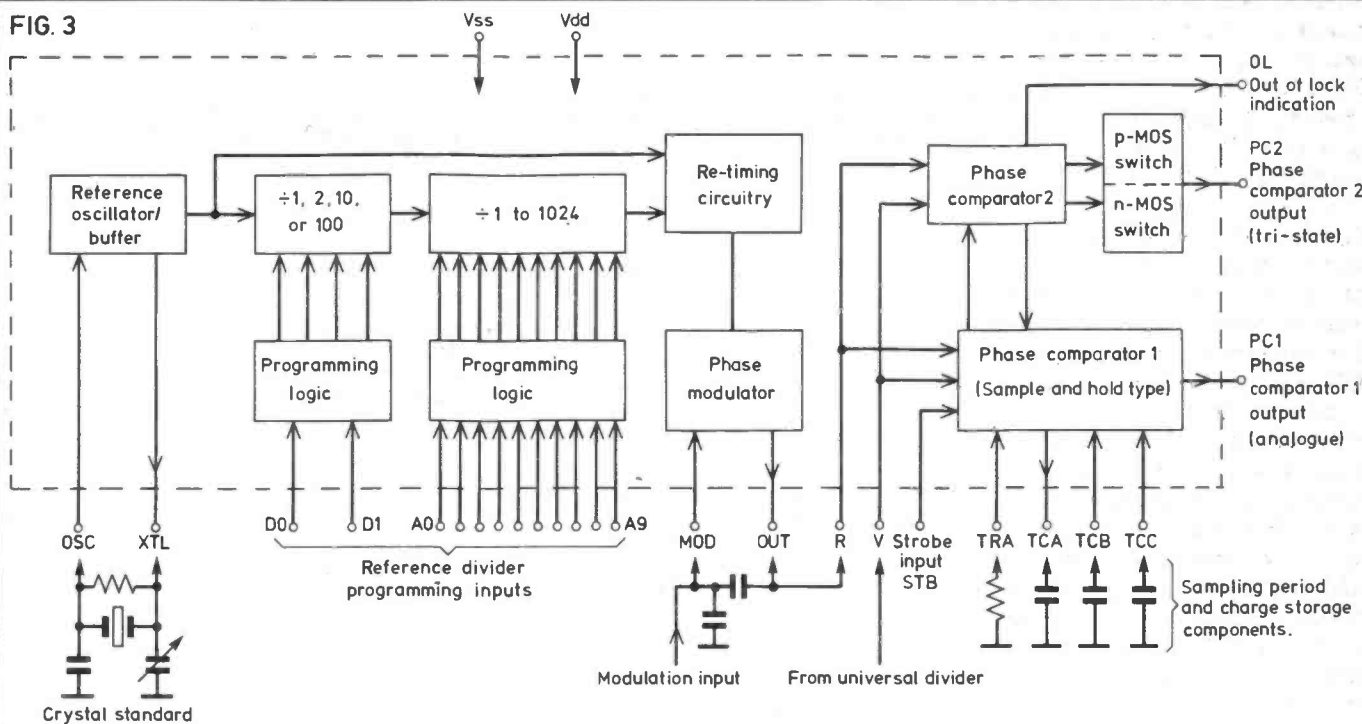 FIG. 3
Vss
Vdd
OL
Out of lock
indication
Reference
oscillator/
buffer
÷1, 2, 10,
or 100
÷1 to 1024
Re-timing
circuitry
Phase
comparator2
p-MOS
switch
n-MOS
switch
PC2
Phase
comparator 2
output
(tri-state)
Programming
logic
Programming
logic
Phase
modulator
Phase comparator 1
(Sample and hold type)
PC1
Phase
comparator 1
output
(analogue)
OSC
XTL
D0
D1
A0
A9
MOD
OUT
R
V
Strobe
input
STB
TRA
TCA
TCB
TCC
Reference divider
programming inputs
Sampling period
and charge storage
components.
Modulation input
From universal divider
Crystal standard